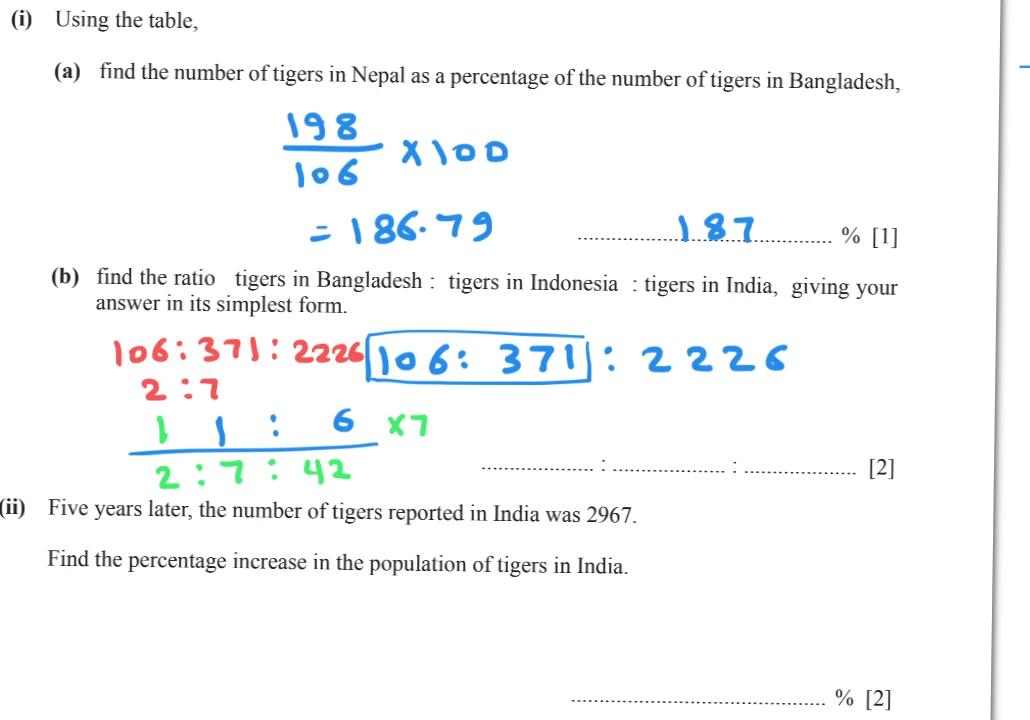 (i) Using the table,
(a) find the number of tigers in Nepal as a percentage of the number of tigers in Bangladesh,
198
106
×100
= 186.79
187 % [1]
(b) find the ratio tigers in Bangladesh : tigers in Indonesia : tigers in India, giving your
answer in its simplest form.
106:371:2226 106: 371 : 2226
2 :7
1 1 : 6 ×7
2:7: 42
: : [2]
(ii) Five years later, the number of tigers reported in India was 2967.
Find the percentage increase in the population of tigers in India.
% [2]